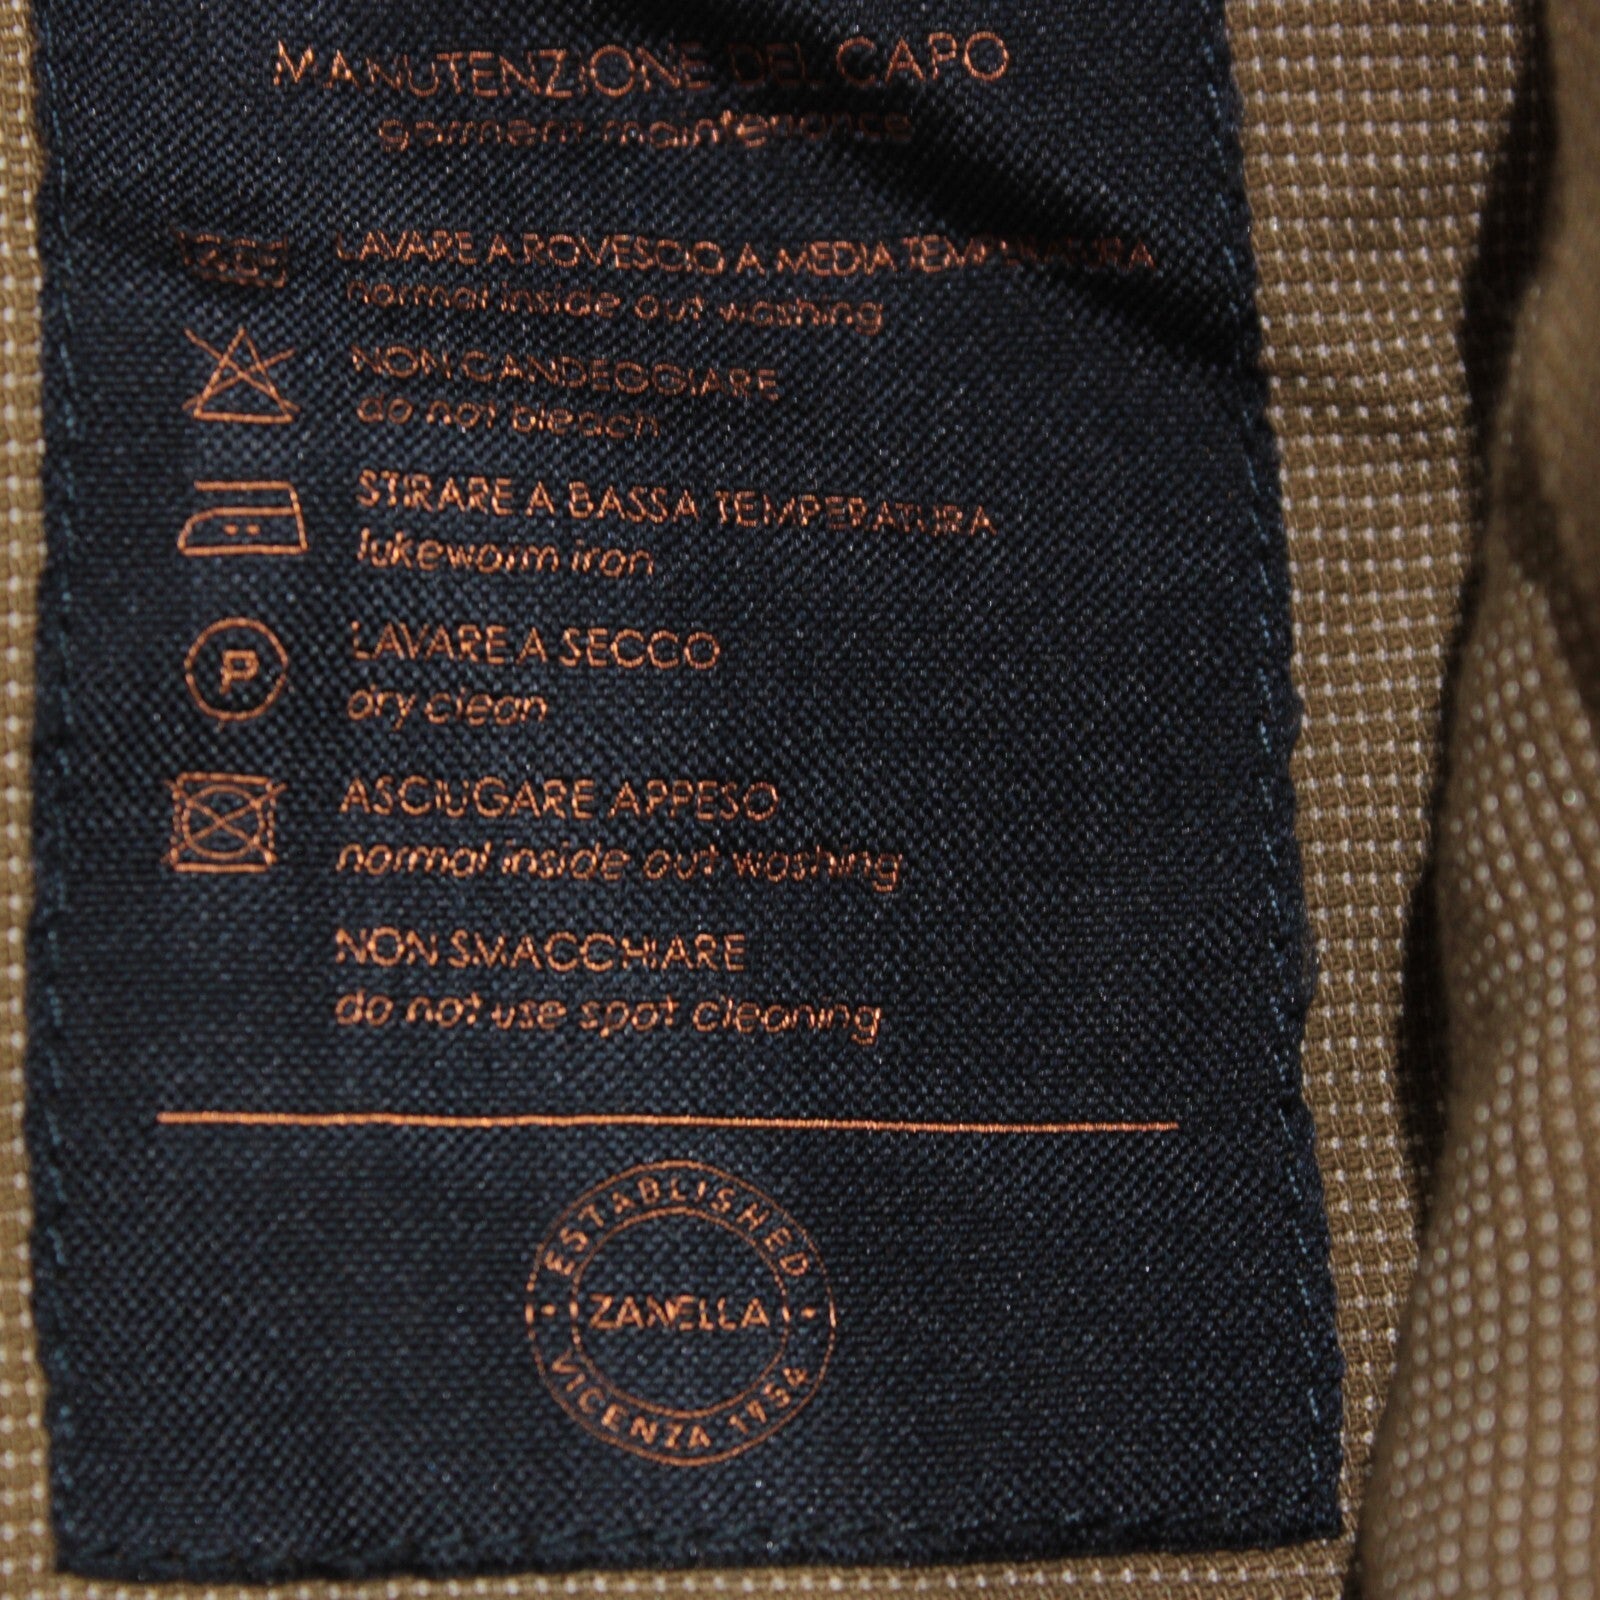 MANUTENZIONE DEL CAPO
garment maintenance
LAVARE A ROVESCIO A MEDIA TEMPERATURA
normal inside out washing
NON CANDEGGIARE
do not bleach
STIRARE A BASSA TEMPERATURA
lukeworm iron
P
LAVARE A SECCO
dry clean
ASCIUGARE APPESO
normal inside out washing
NON SMACCHIARE
do not use spot cleaning
ESTABLISHED
ZANELLA
VICENZA 1954